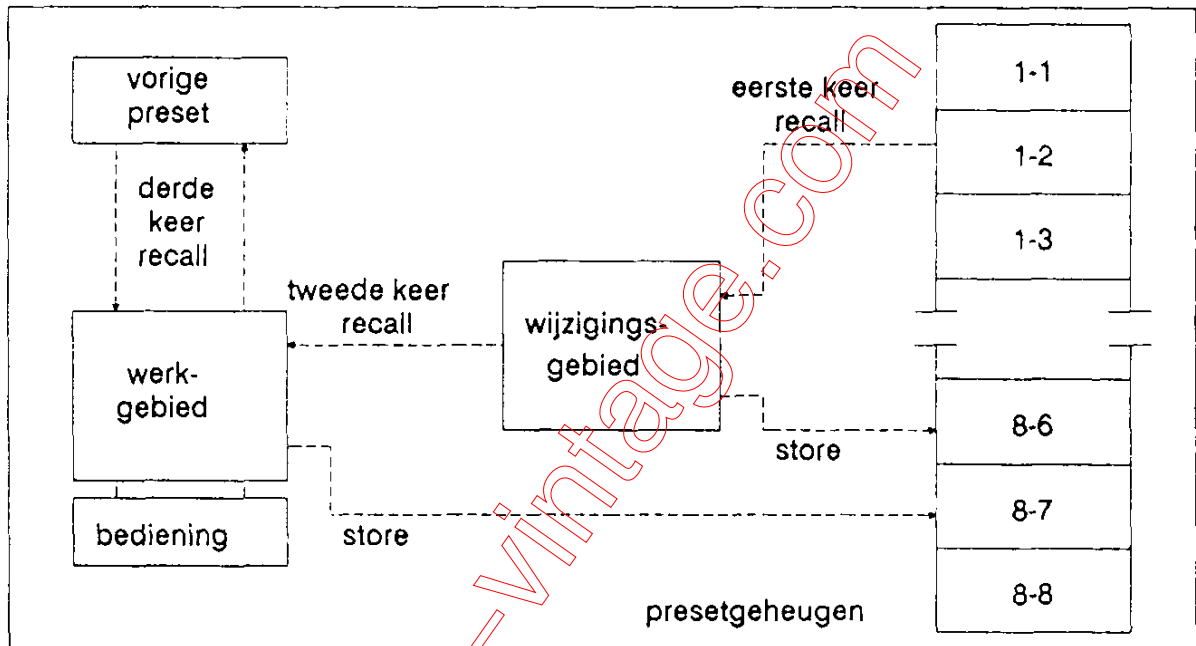 vorige
preset
derde
keer
recall
werk-
gebied
bediening
tweede keer
recall
store
wijzigings-
gebied
eerste keer
recall
store
presetgeheugen
1-1
1-2
1-3
8-6
8-7
8-8
-vintage.com